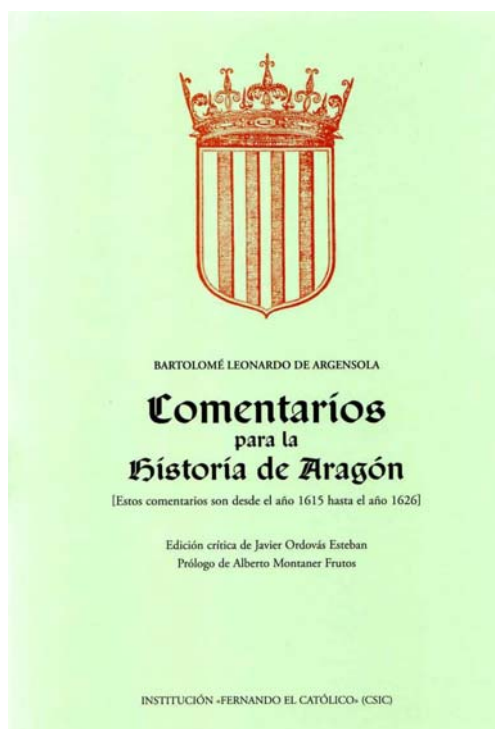 BARTOLOMÉ LEONARDO DE ARGENSOLA
Comentarios
para la
Historia de Aragón
[Estos comentarios son desde el año 1615 hasta el año 1626]
Edición crítica de Javier Ordovás Esteban
Prólogo de Alberto Montaner Frutos
INSTITUCIÓN «FERNANDO EL CATÓLICO» (CSIC)